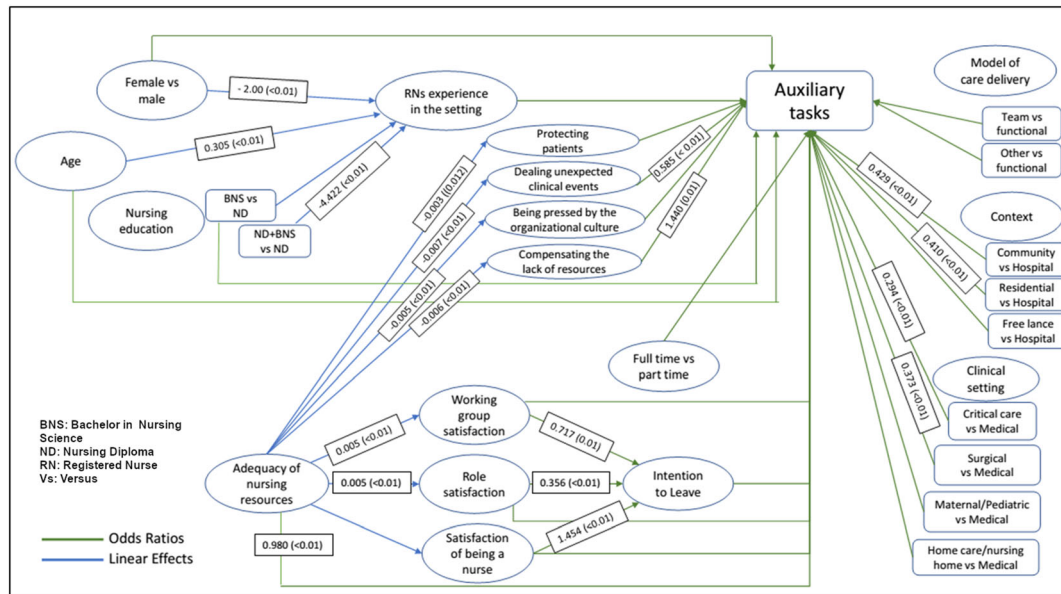 Female vs
male
- 2.00 (<0.01)
RNs experience
in the setting
Auxiliary
tasks
Model of
care delivery
Team vs
functional
Other vs
functional
Age
0.305 (<0.01)
Nursing
education
BNS vs
ND
ND+BNS
vs ND
-4.422 (<0.01)
Protecting
patients
Dealing unexpected
clinical events
Being pressed by the
organizational culture
Compensating the
lack of resources
-0.003 ((0.012)
-0.007 (<0.01)
-0.005 (<0.01)
-0.006 (<0.01)
0.585 (< 0.01)
1.440 (0.01)
0.429 (<0.01)
0.410 (<0.01)
0.294 (<0.01)
0.373 (<0.01)
Context
Community
vs Hospital
Residential
vs Hospital
Free lance
vs Hospital
Full time vs
part time
Clinical
setting
Critical care
vs Medical
Surgical
vs Medical
Maternal/Pediatric
vs Medical
Home care/nursing
home vs Medical
Working
group
satisfaction
0.005 (<0.01)
0.717 (0.01)
Adequacy of
nursing
resources
0.005 (<0.01)
Role
satisfaction
0.356 (<0.01)
Intention
to Leave
Satisfaction
of being a
nurse
1.454 (<0.01)
0.980 (<0.01)
BNS: Bachelor in Nursing
Science
ND: Nursing Diploma
RN: Registered Nurse
Vs: Versus
Odds Ratios
Linear Effects